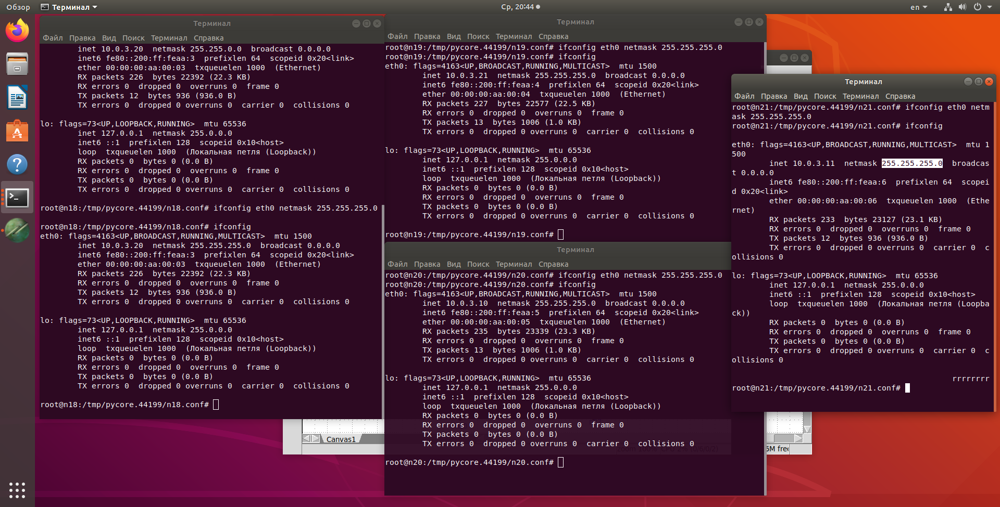 Обзор
Терминал
Ср, 20:44
en
Терминал
Файл Правка Вид Поиск Терминал Справка
inet 10.0.3.20  netmask 255.255.0.0  broadcast 0.0.0.0
inet6 fe80::200:ff:feaa:3  prefixlen 64  scopeid 0x20<link>
ether 00:00:00:aa:00:03  txqueuelen 1000  (Ethernet)
RX packets 226  bytes 22392 (22.3 KB)
RX errors 0  dropped 0  overruns 0  frame 0
TX packets 12  bytes 936 (936.0 B)
TX errors 0  dropped 0 overruns 0  carrier 0  collisions 0
lo: flags=73<UP,LOOPBACK,RUNNING>  mtu 65536
inet 127.0.0.1  netmask 255.0.0.0
inet6 ::1  prefixlen 128  scopeid 0x10<host>
loop  txqueuelen 1000  (Локальная петля (Loopback))
RX packets 0  bytes 0 (0.0 B)
RX errors 0  dropped 0  overruns 0  frame 0
TX packets 0  bytes 0 (0.0 B)
TX errors 0  dropped 0 overruns 0  carrier 0  collisions 0
root@n18:/tmp/pycore.44199/n18.conf# ifconfig eth0 netmask 255.255.255.0
root@n18:/tmp/pycore.44199/n18.conf# ifconfig
eth0: flags=4163<UP,BROADCAST,RUNNING,MULTICAST>  mtu 1500
inet 10.0.3.20  netmask 255.255.255.0  broadcast 0.0.0.0
inet6 fe80::200:ff:feaa:3  prefixlen 64  scopeid 0x20<link>
ether 00:00:00:aa:00:03  txqueuelen 1000  (Ethernet)
RX packets 226  bytes 22392 (22.3 KB)
RX errors 0  dropped 0  overruns 0  frame 0
TX packets 12  bytes 936 (936.0 B)
TX errors 0  dropped 0 overruns 0  carrier 0  collisions 0
lo: flags=73<UP,LOOPBACK,RUNNING>  mtu 65536
inet 127.0.0.1  netmask 255.0.0.0
inet6 ::1  prefixlen 128  scopeid 0x10<host>
loop  txqueuelen 1000  (Локальная петля (Loopback))
RX packets 0  bytes 0 (0.0 B)
RX errors 0  dropped 0  overruns 0  frame 0
TX packets 0  bytes 0 (0.0 B)
TX errors 0  dropped 0 overruns 0  carrier 0  collisions 0
root@n18:/tmp/pycore.44199/n18.conf#
Терминал
Файл Правка Вид Поиск Терминал Справка
root@n19:/tmp/pycore.44199/n19.conf# ifconfig eth0 netmask 255.255.255.0
root@n19:/tmp/pycore.44199/n19.conf# ifconfig
eth0: flags=4163<UP,BROADCAST,RUNNING,MULTICAST>  mtu 1500
inet 10.0.3.21  netmask 255.255.255.0  broadcast 0.0.0.0
inet6 fe80::200:ff:feaa:4  prefixlen 64  scopeid 0x20<link>
ether 00:00:00:aa:00:04  txqueuelen 1000  (Ethernet)
RX packets 227  bytes 22577 (22.5 KB)
RX errors 0  dropped 0  overruns 0  frame 0
TX packets 13  bytes 1006 (1.0 KB)
TX errors 0  dropped 0 overruns 0  carrier 0  collisions 0
lo: flags=73<UP,LOOPBACK,RUNNING>  mtu 65536
inet 127.0.0.1  netmask 255.0.0.0
inet6 ::1  prefixlen 128  scopeid 0x10<host>
loop  txqueuelen 1000  (Локальная петля (Loopback))
RX packets 0  bytes 0 (0.0 B)
RX errors 0  dropped 0  overruns 0  frame 0
TX packets 0  bytes 0 (0.0 B)
TX errors 0  dropped 0 overruns 0  carrier 0  collisions 0
root@n19:/tmp/pycore.44199/n19.conf#
Терминал
Файл Правка Вид Поиск Терминал Справка
root@n20:/tmp/pycore.44199/n20.conf# ifconfig eth0 netmask 255.255.255.0
root@n20:/tmp/pycore.44199/n20.conf# ifconfig
eth0: flags=4163<UP,BROADCAST,RUNNING,MULTICAST>  mtu 1500
inet 10.0.3.10  netmask 255.255.255.0  broadcast 0.0.0.0
inet6 fe80::200:ff:feaa:5  prefixlen 64  scopeid 0x20<link>
ether 00:00:00:aa:00:05  txqueuelen 1000  (Ethernet)
RX packets 235  bytes 23339 (23.3 KB)
RX errors 0  dropped 0  overruns 0  frame 0
TX packets 13  bytes 1006 (1.0 KB)
TX errors 0  dropped 0 overruns 0  carrier 0  collisions 0
lo: flags=73<UP,LOOPBACK,RUNNING>  mtu 65536
inet 127.0.0.1  netmask 255.0.0.0
inet6 ::1  prefixlen 128  scopeid 0x10<host>
loop  txqueuelen 1000  (Локальная петля (Loopback))
RX packets 0  bytes 0 (0.0 B)
RX errors 0  dropped 0  overruns 0  frame 0
TX packets 0  bytes 0 (0.0 B)
TX errors 0  dropped 0 overruns 0  carrier 0  collisions 0
root@n20:/tmp/pycore.44199/n20.conf#
Терминал
Файл Правка Вид Поиск Терминал Справка
root@n21:/tmp/pycore.44199/n21.conf# ifconfig eth0 netm
ask 255.255.255.0
root@n21:/tmp/pycore.44199/n21.conf# ifconfig
eth0: flags=4163<UP,BROADCAST,RUNNING,MULTICAST>  mtu 1
500
inet 10.0.3.11  netmask 255.255.255.0  broadcas
t 0.0.0.0
inet6 fe80::200:ff:feaa:6  prefixlen 64  scopei
d 0x20<link>
ether 00:00:00:aa:00:06  txqueuelen 1000  (Ethe
rnet)
RX packets 233  bytes 23127 (23.1 KB)
RX errors 0  dropped 0  overruns 0  frame 0
TX packets 12  bytes 936 (936.0 B)
TX errors 0  dropped 0 overruns 0  carrier 0  c
ollisions 0
lo: flags=73<UP,LOOPBACK,RUNNING>  mtu 65536
inet 127.0.0.1  netmask 255.0.0.0
inet6 ::1  prefixlen 128  scopeid 0x10<host>
loop  txqueuelen 1000  (Локальная петля (Loopba
ck))
RX packets 0  bytes 0 (0.0 B)
RX errors 0  dropped 0  overruns 0  frame 0
TX packets 0  bytes 0 (0.0 B)
TX errors 0  dropped 0 overruns 0  carrier 0  c
ollisions 0
rrrrrrrr
root@n21:/tmp/pycore.44199/n21.conf#
Canvas1
5M free